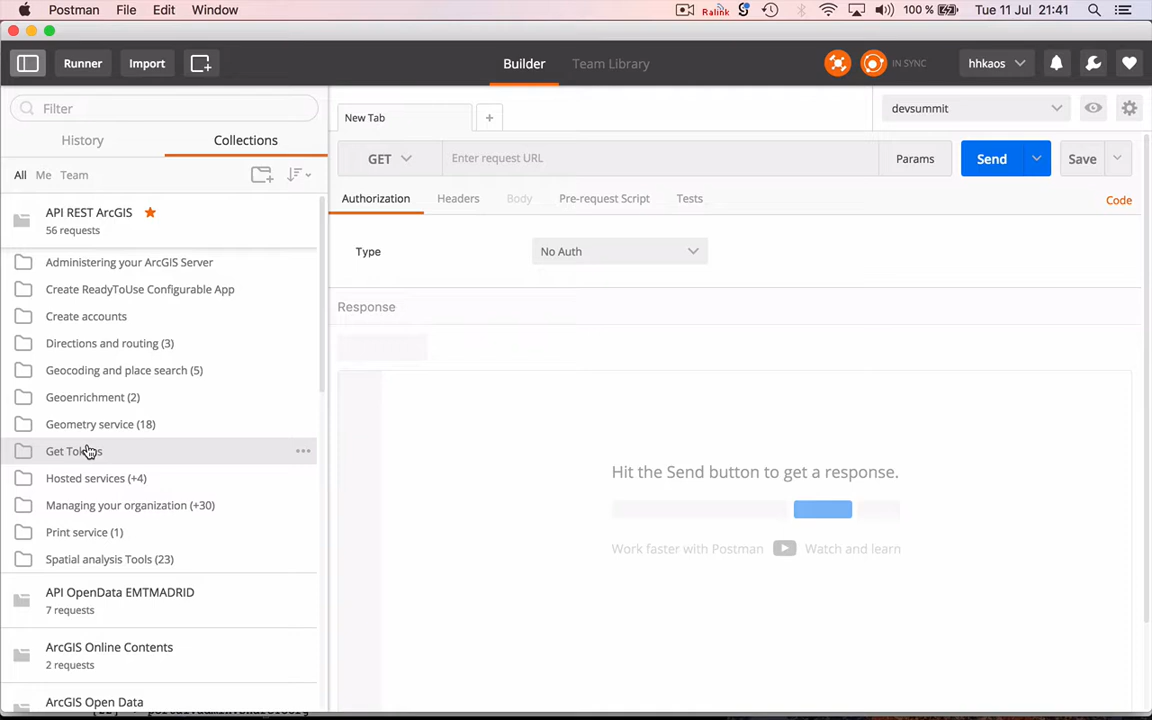 Postman File Edit Window Ralink 100 % Tue 11 Jul 21:41
Runner Import Builder Team Library IN SYNC hhkaos
Filter
History Collections
All Me Team
API REST ArcGIS
56 requests
Administering your ArcGIS Server
Create ReadyToUse Configurable App
Create accounts
Directions and routing (3)
Geocoding and place search (5)
Geoenrichment (2)
Geometry service (18)
Get Tokens
Hosted services (+4)
Managing your organization (+30)
Print service (1)
Spatial analysis Tools (23)
API OpenData EMTMADRID
7 requests
ArcGIS Online Contents
2 requests
ArcGIS Open Data
New Tab + devsummit
GET Enter request URL Params Send Save
Authorization Headers Body Pre-request Script Tests Code
Type No Auth
Response
Hit the Send button to get a response.
Work faster with Postman Watch and learn